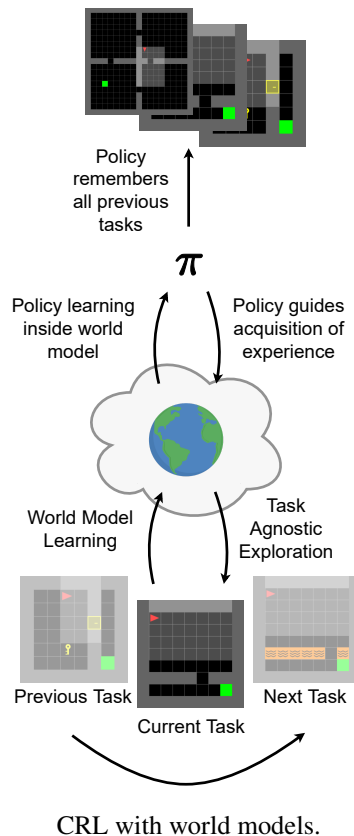 Policy
remembers
all previous
tasks
π
Policy learning
inside world
model
Policy guides
acquisition of
experience
World Model
Learning
Task
Agnostic
Exploration
Previous Task
Current Task
Next Task
CRL with world models.